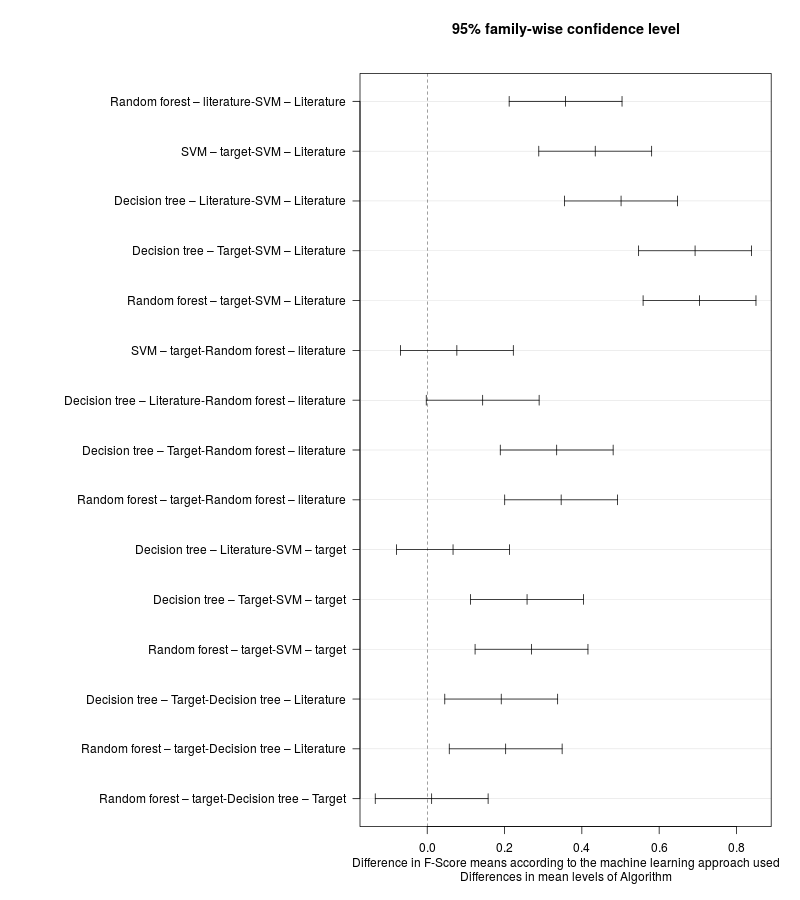 95% family-wise confidence level
Random forest – literature-SVM – Literature
SVM – target-SVM – Literature
Decision tree – Literature-SVM – Literature
Decision tree – Target-SVM – Literature
Random forest – target-SVM – Literature
SVM – target-Random forest – literature
Decision tree – Literature-Random forest – literature
Decision tree – Target-Random forest – literature
Random forest – target-Random forest – literature
Decision tree – Literature-SVM – target
Decision tree – Target-SVM – target
Random forest – target-SVM – target
Decision tree – Target-Decision tree – Literature
Random forest – target-Decision tree – Literature
Random forest – target-Decision tree – Target
0.0 0.2 0.4 0.6 0.8
Difference in F-Score means according to the machine learning approach used
Differences in mean levels of Algorithm